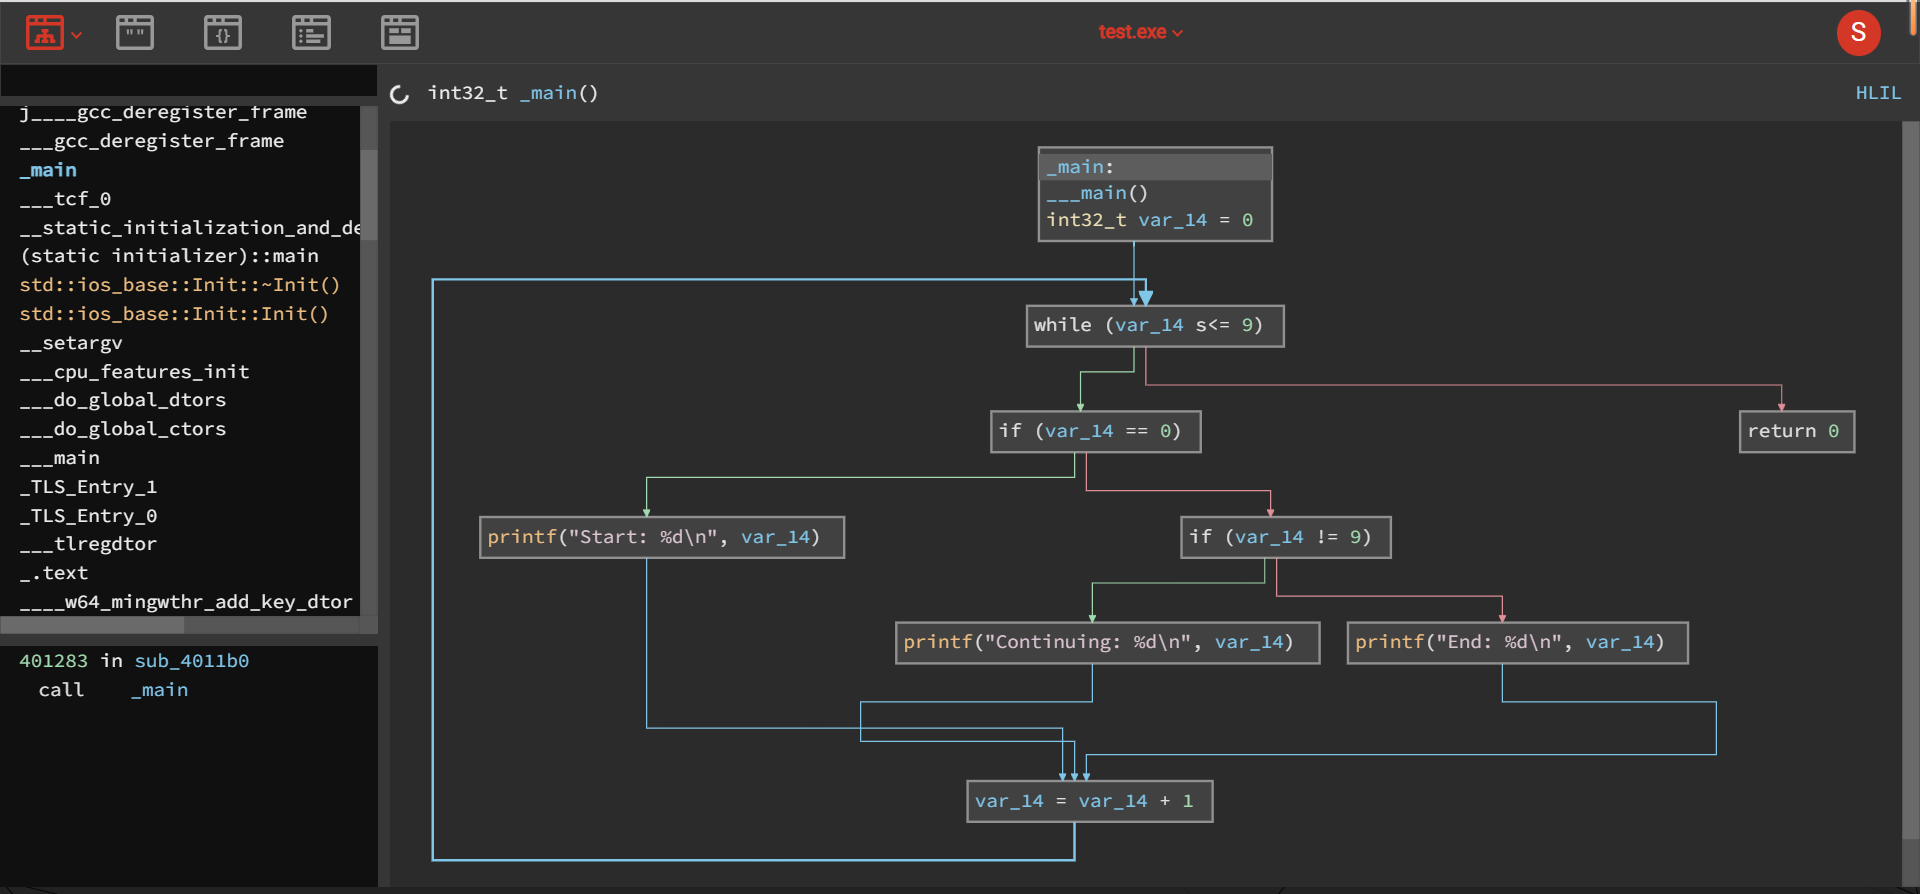 test.exe
S
j____gcc_deregister_frame
___gcc_deregister_frame
_main
___tcf_0
__static_initialization_and_de
(static initializer)::main
std::ios_base::Init::~Init()
std::ios_base::Init::Init()
__setargv
___cpu_features_init
___do_global_dtors
___do_global_ctors
___main
_TLS_Entry_1
_TLS_Entry_0
___tlregdtor
_.text
____w64_mingwthr_add_key_dtor
401283 in sub_4011b0
call _main
int32_t _main()
HLIL
_main:
___main()
int32_t var_14 = 0
while (var_14 s<= 9)
if (var_14 == 0)
return 0
printf("Start: %d\n", var_14)
if (var_14 != 9)
printf("Continuing: %d\n", var_14)
printf("End: %d\n", var_14)
var_14 = var_14 + 1